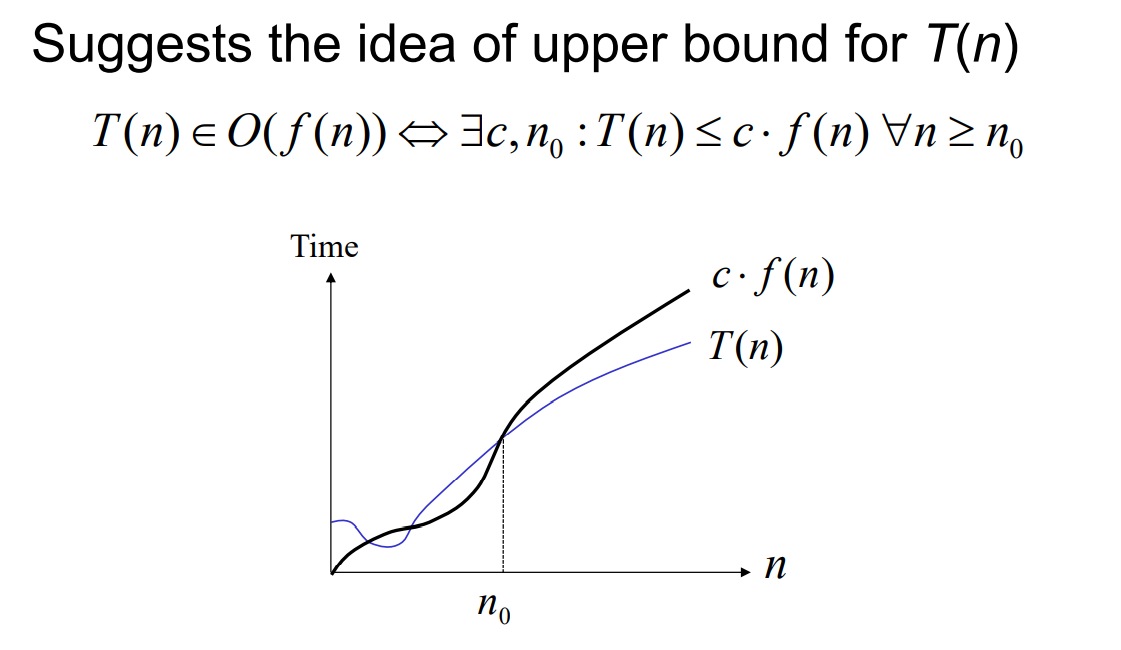 Suggests the idea of upper bound for T(n)
T(n) ∈ O(f(n)) ⇔ ∃c, n₀ : T(n) ≤ c · f(n) ∀n ≥ n₀
Time
c · f(n)
T(n)
n
n₀